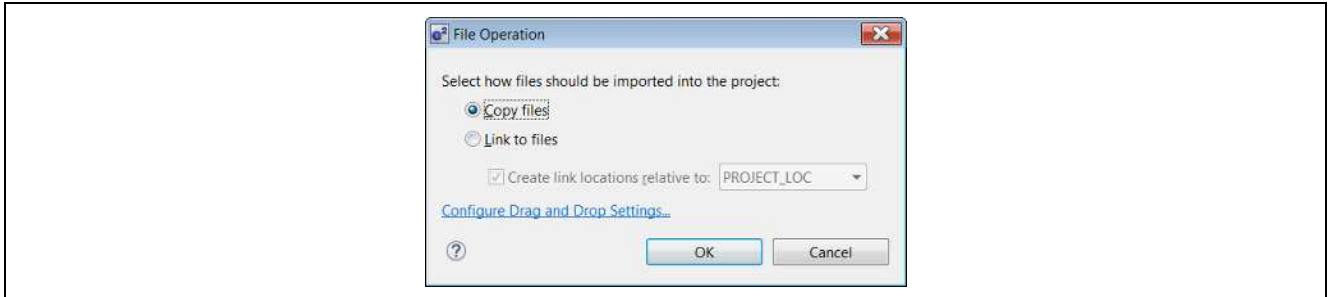 e² File Operation
Select how files should be imported into the project:
Copy files
Link to files
Create link locations relative to: PROJECT_LOC
Configure Drag and Drop Settings...
? OK Cancel